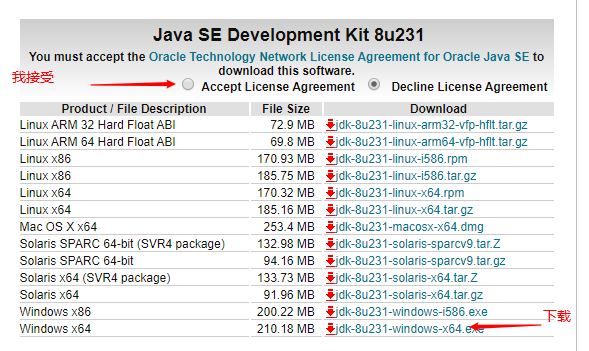 Java SE Development Kit 8u231
You must accept the Oracle Technology Network License Agreement for Oracle Java SE to
download this software.
我接受
Accept License Agreement Decline License Agreement
Product / File Description File Size Download
Linux ARM 32 Hard Float ABI 72.9 MB jdk-8u231-linux-arm32-vfp-hflt.tar.gz
Linux ARM 64 Hard Float ABI 69.8 MB jdk-8u231-linux-arm64-vfp-hflt.tar.gz
Linux x86 170.93 MB jdk-8u231-linux-i586.rpm
Linux x86 185.75 MB jdk-8u231-linux-i586.tar.gz
Linux x64 170.32 MB jdk-8u231-linux-x64.rpm
Linux x64 185.16 MB jdk-8u231-linux-x64.tar.gz
Mac OS X x64 253.4 MB jdk-8u231-macosx-x64.dmg
Solaris SPARC 64-bit (SVR4 package) 132.98 MB jdk-8u231-solaris-sparcv9.tar.Z
Solaris SPARC 64-bit 94.16 MB jdk-8u231-solaris-sparcv9.tar.gz
Solaris x64 (SVR4 package) 133.73 MB jdk-8u231-solaris-x64.tar.Z
Solaris x64 91.96 MB jdk-8u231-solaris-x64.tar.gz
Windows x86 200.22 MB jdk-8u231-windows-i586.exe
下载
Windows x64 210.18 MB jdk-8u231-windows-x64.exe